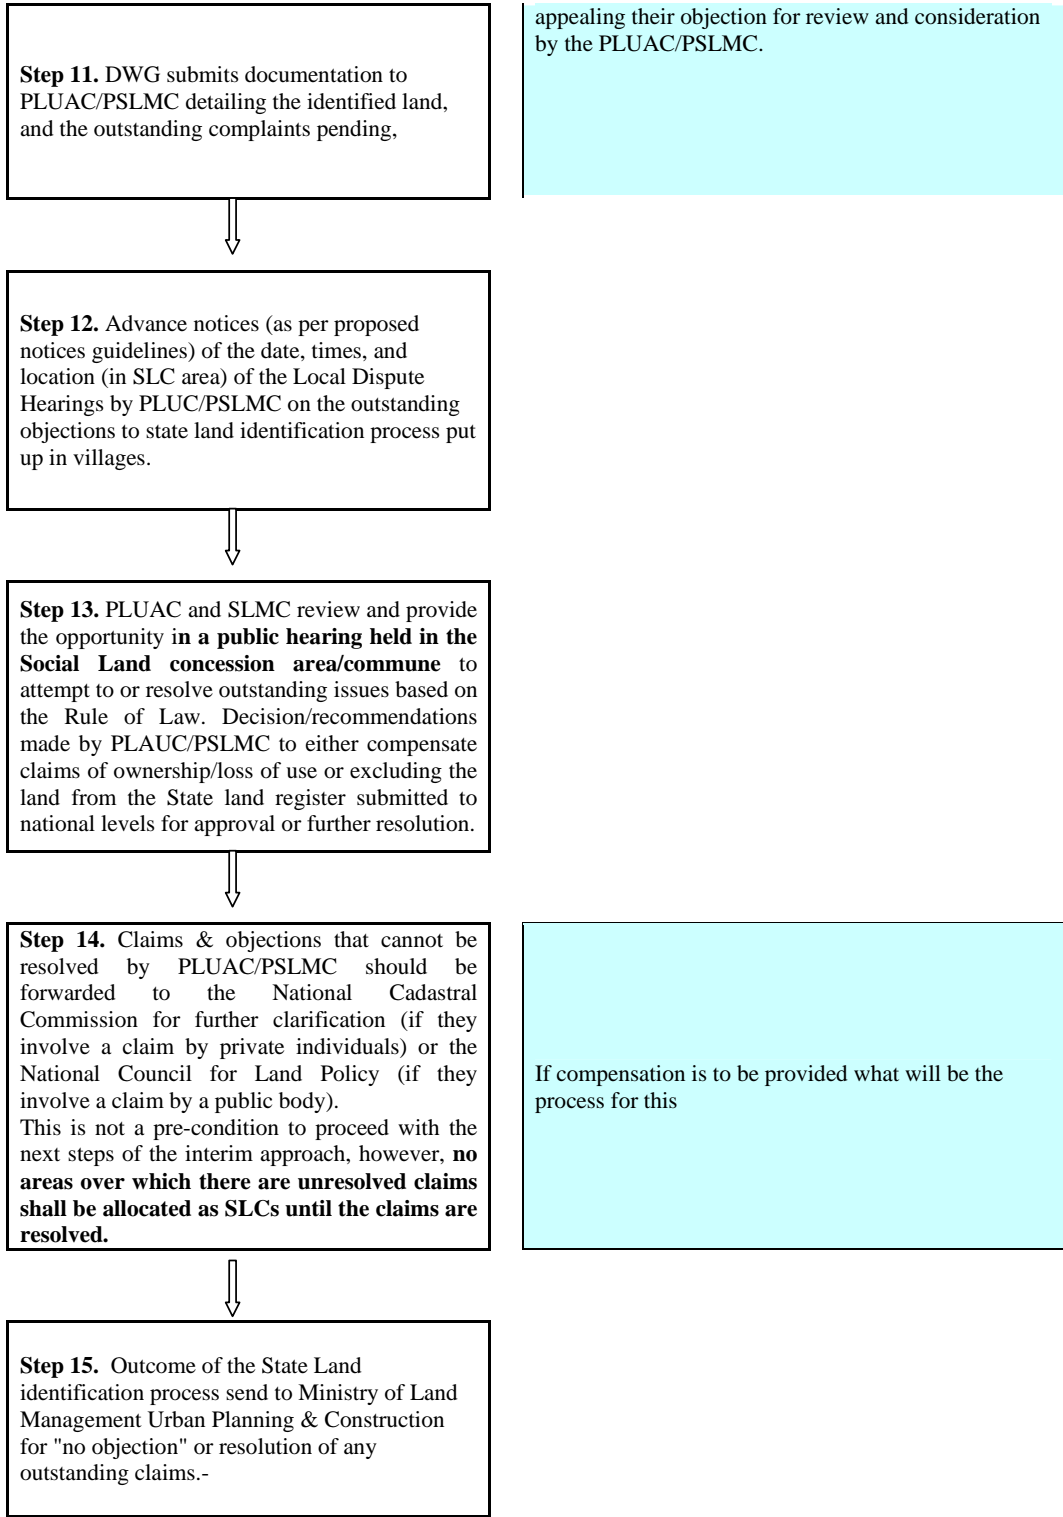 Step 11. DWG submits documentation to
PLUAC/PSLMC detailing the identified land,
and the outstanding complaints pending,
appealing their objection for review and consideration
by the PLUAC/PSLMC.
Step 12. Advance notices (as per proposed
notices guidelines) of the date, times, and
location (in SLC area) of the Local Dispute
Hearings by PLUC/PSLMC on the outstanding
objections to state land identification process put
up in villages.
Step 13. PLUAC and SLMC review and provide
the opportunity in a public hearing held in the
Social Land concession area/commune to
attempt to or resolve outstanding issues based on
the Rule of Law. Decision/recommendations
made by PLAUC/PSLMC to either compensate
claims of ownership/loss of use or excluding the
land from the State land register submitted to
national levels for approval or further resolution.
Step 14. Claims & objections that cannot be
resolved by PLUAC/PSLMC should be
forwarded to the National Cadastral
Commission for further clarification (if they
involve a claim by private individuals) or the
National Council for Land Policy (if they
involve a claim by a public body).
This is not a pre-condition to proceed with the
next steps of the interim approach, however, no
areas over which there are unresolved claims
shall be allocated as SLCs until the claims are
resolved.
If compensation is to be provided what will be the
process for this
Step 15. Outcome of the State Land
identification process send to Ministry of Land
Management Urban Planning & Construction
for "no objection" or resolution of any
outstanding claims.-